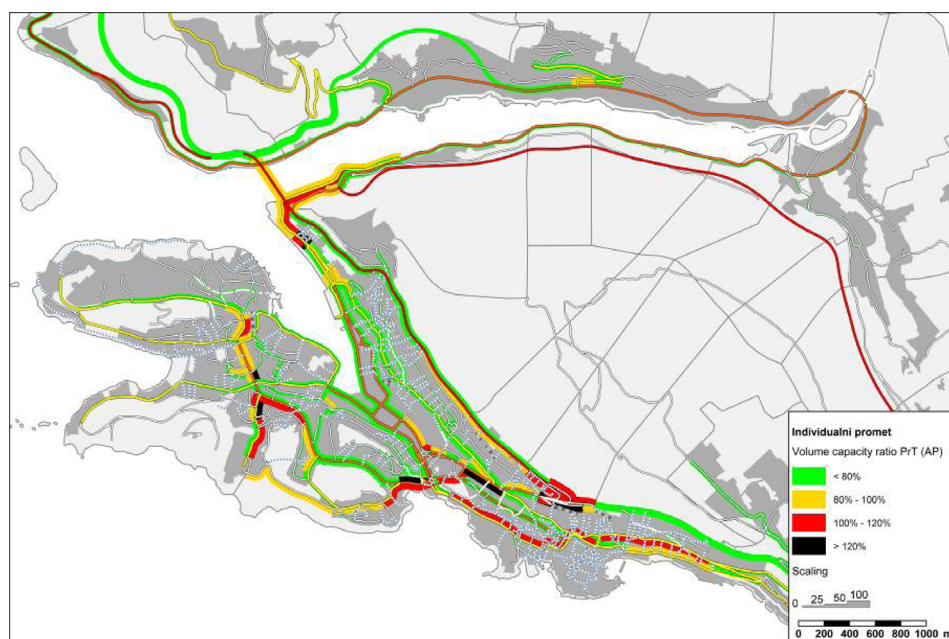 Individualni promet
Volume capacity ratio PrT (AP)
< 80%
80% - 100%
100% - 120%
> 120%
Scaling
0 25 50 100
0 200 400 600 800 1000 m